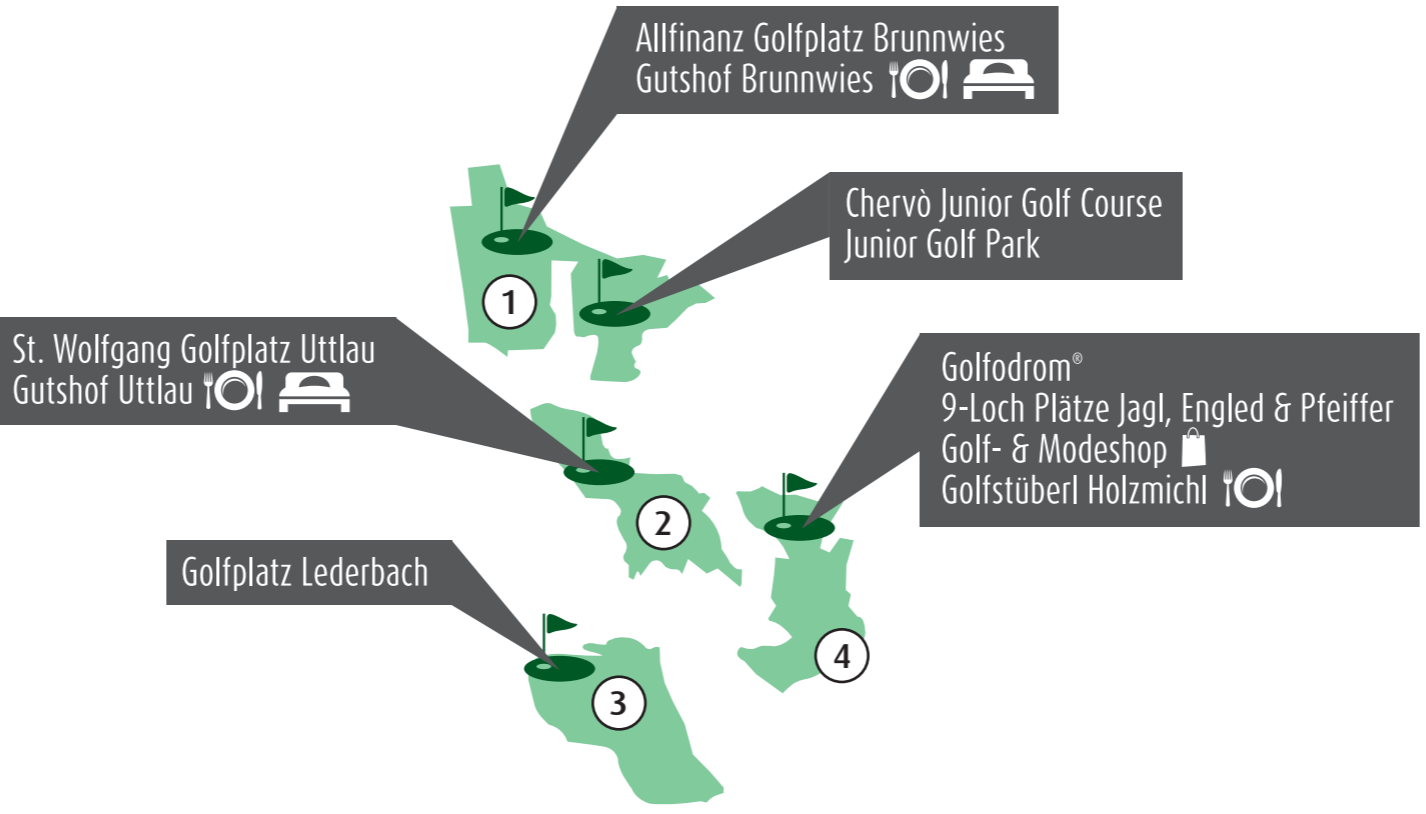 Allfinanz Golfplatz Brunnwies
Gutshof Brunnwies
Chervò Junior Golf Course
Junior Golf Park
1
St. Wolfgang Golfplatz Uttlau
Gutshof Uttlau
Golfodrom®
9-Loch Plätze Jagl, Engled & Pfeiffer
Golf- & Modeshop
Golfstüberl Holzmichl
2
Golfplatz Lederbach
4
3